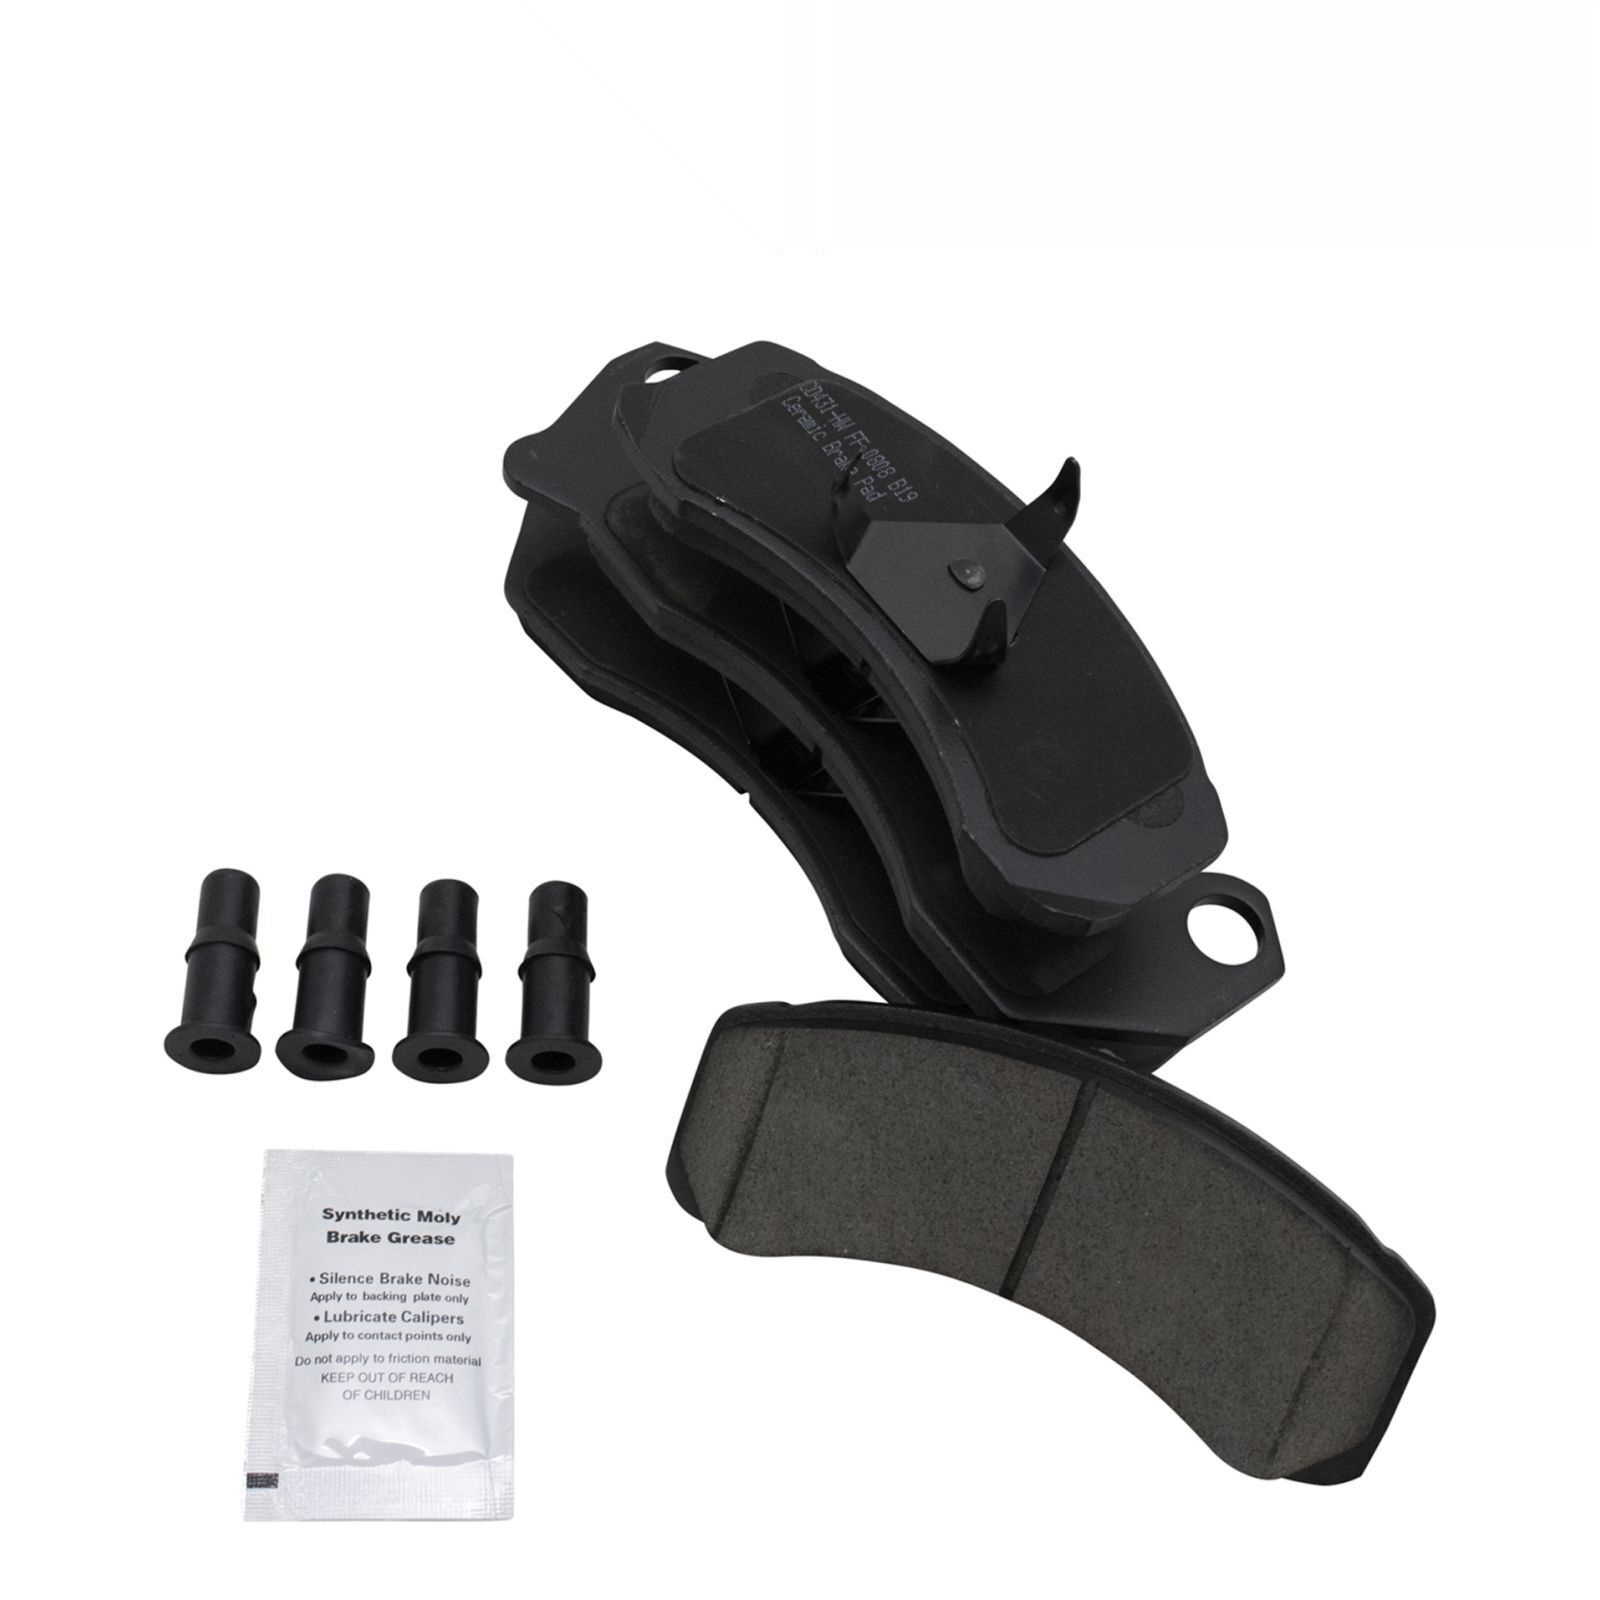 CD431-HW FF 0808 B19
Ceramic Brake Pad
Synthetic Moly
Brake Grease
• Silence Brake Noise
Apply to backing plate only
• Lubricate Calipers
Apply to contact points only
Do not apply to friction material
KEEP OUT OF REACH
OF CHILDREN